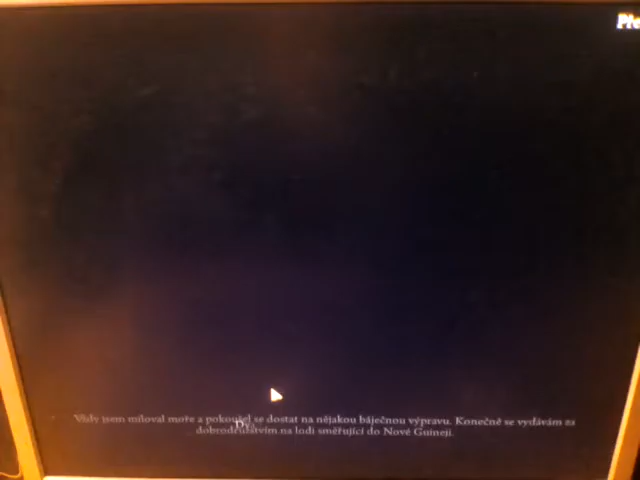 Vždy jsem miloval moře a pokoušel se dostat na nějakou báječnou výpravu. Konečně se vydávám za
dobrodružstvím na lodi směřující do Nové Guineji.